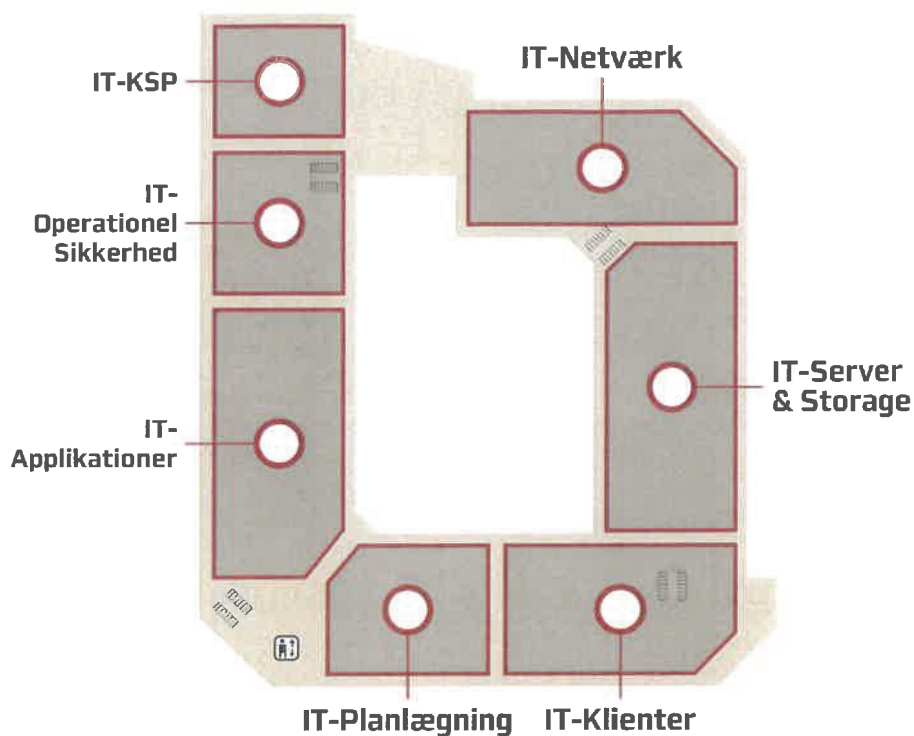 IT-Netværk
IT-KSP
IT-
Operationel
Sikkerhed
IT-Server
& Storage
IT-
Applikationer
IT-Planlægning
IT-Klienter